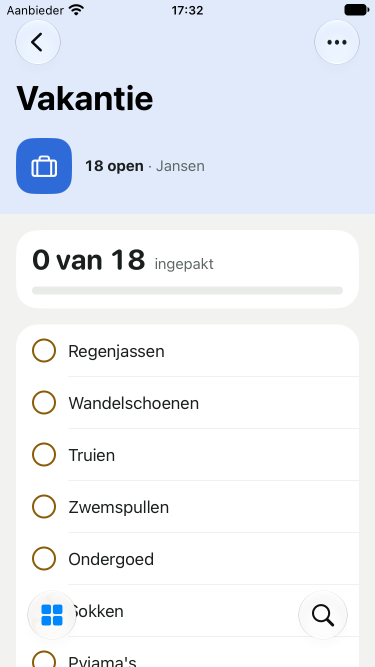 Aanbieder 17:32
Vakantie
18 open · Jansen
0 van 18 ingepakt
Regenjassen
Wandelschoenen
Truien
Zwemspullen
Ondergoed
Sokken
Pyjama's